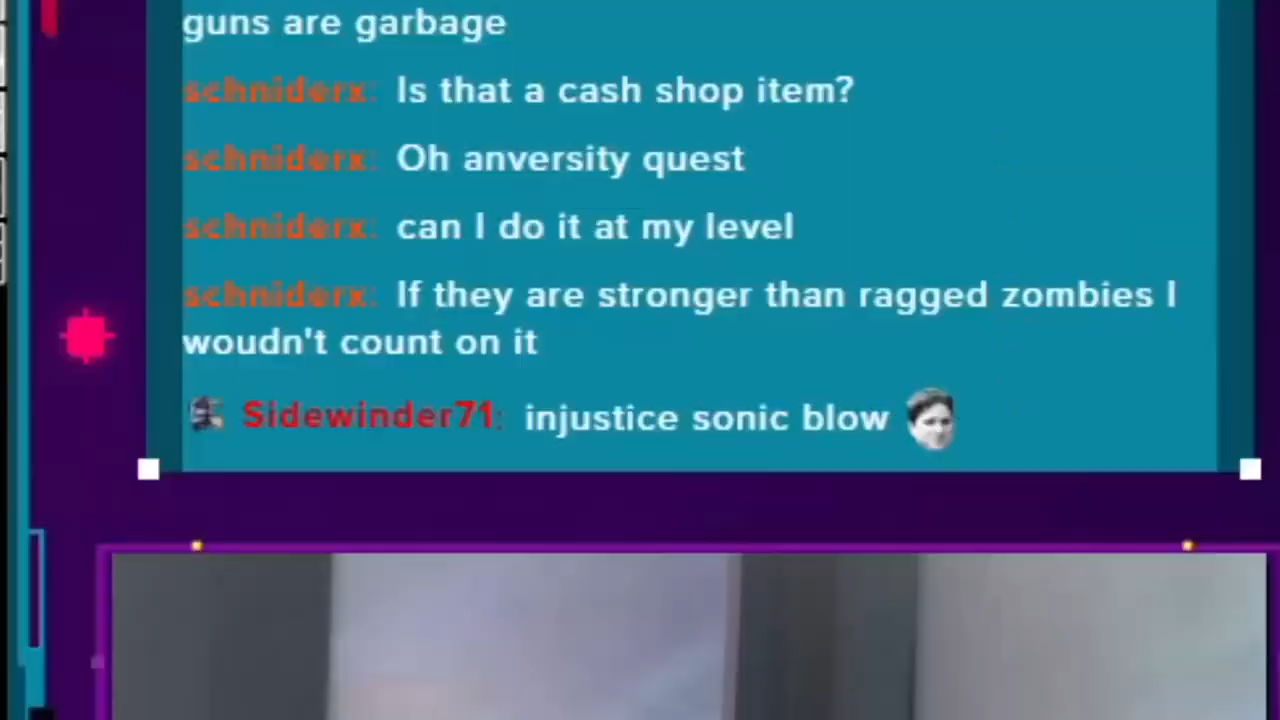 guns are garbage
schniderx: Is that a cash shop item?
schniderx: Oh anversity quest
schniderx: can I do it at my level
schniderx: If they are stronger than ragged zombies I
woudn't count on it
Sidewinder71: injustice sonic blow